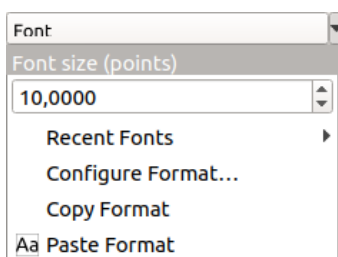 Font
Font size (points)
10,0000
Recent Fonts
Configure Format…
Copy Format
Aa Paste Format